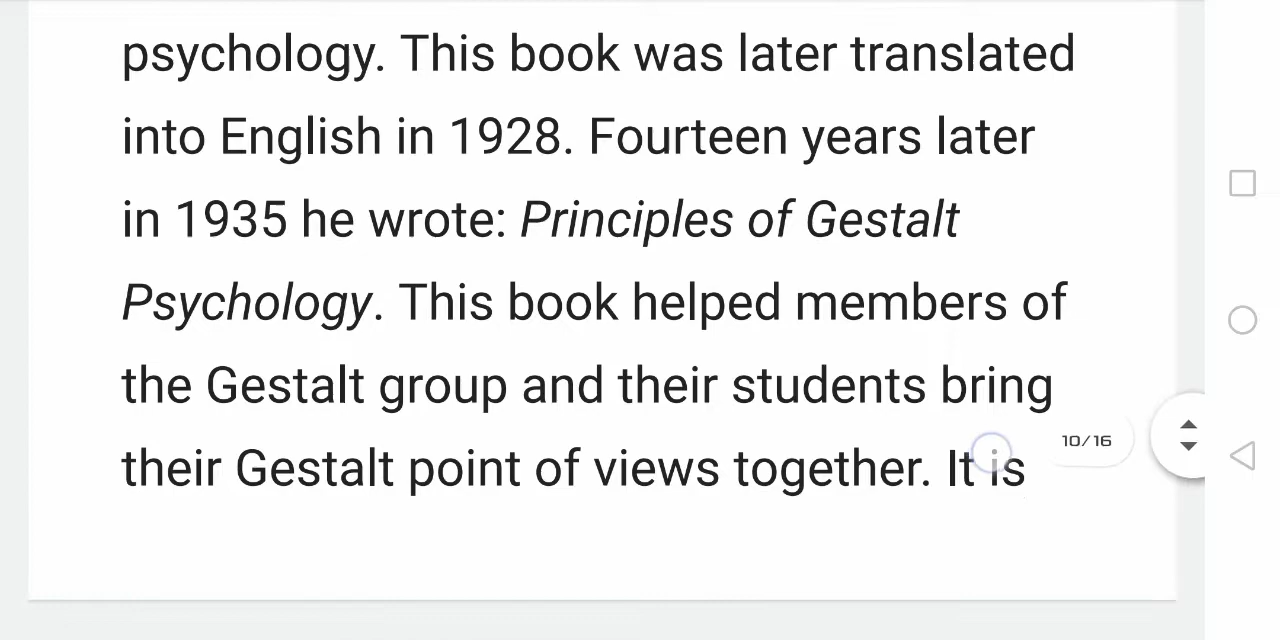 psychology. This book was later translated
into English in 1928. Fourteen years later
in 1935 he wrote: Principles of Gestalt
Psychology. This book helped members of
the Gestalt group and their students bring
their Gestalt point of views together. It is
10/16